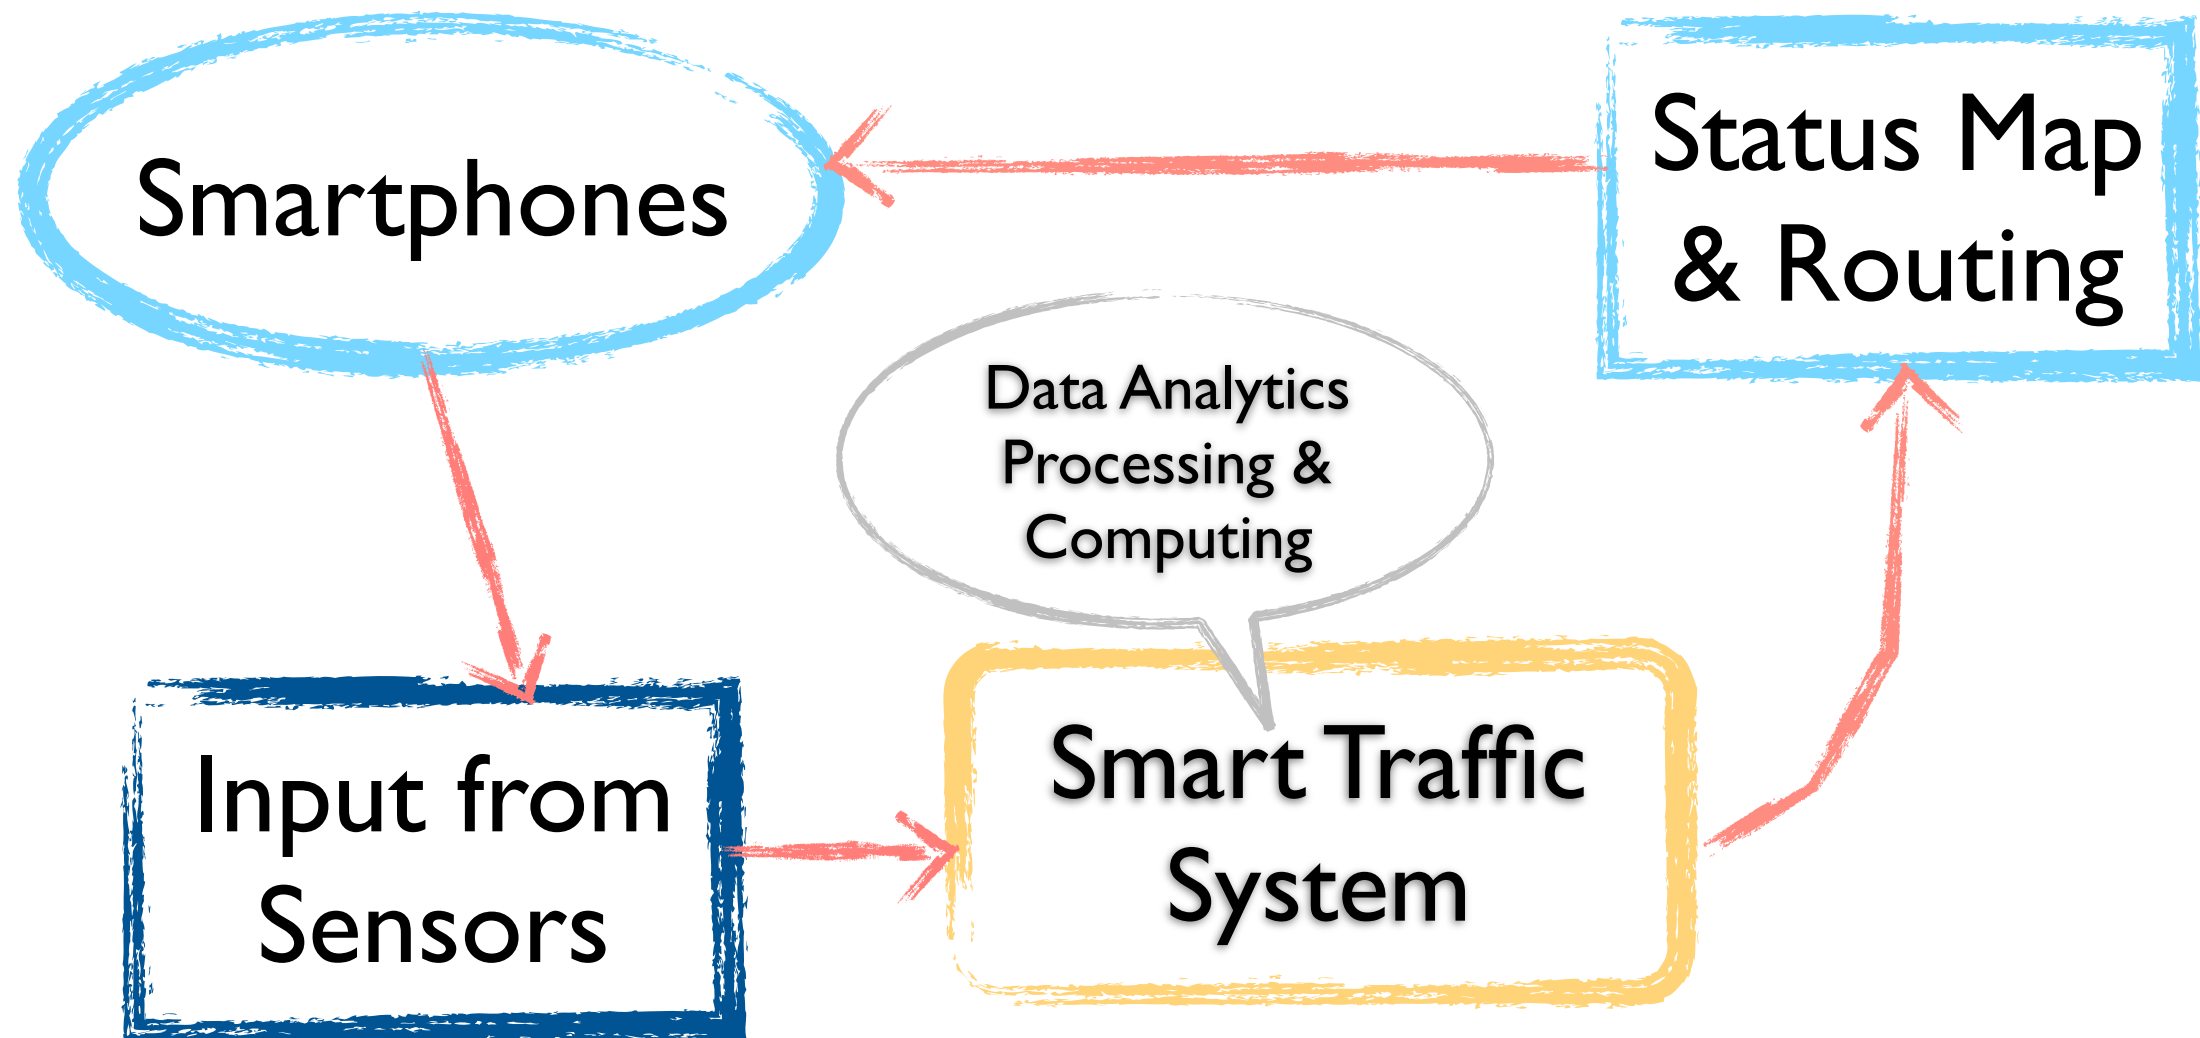 Smartphones
Status Map
& Routing
Data Analytics
Processing &
Computing
Input from
Sensors
Smart Traffic
System